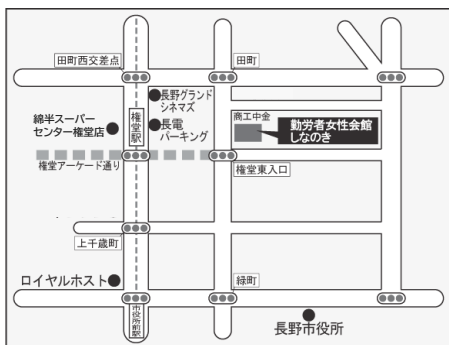 田町西交差点
田町
長野グランド
シネマズ
綿半スーパー
センター権堂店
権堂駅
長電
パーキング
商工中金
勤労者女性会館
しなのき
権堂アーケード通り
権堂東入口
上千歳町
ロイヤルホスト
緑町
市役所前駅
長野市役所